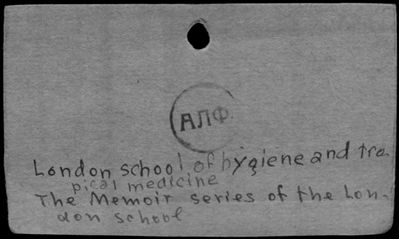 АЛФ.
London school of hygiene and tro-
pical medicine
The Memoir series of the Lon-
don school